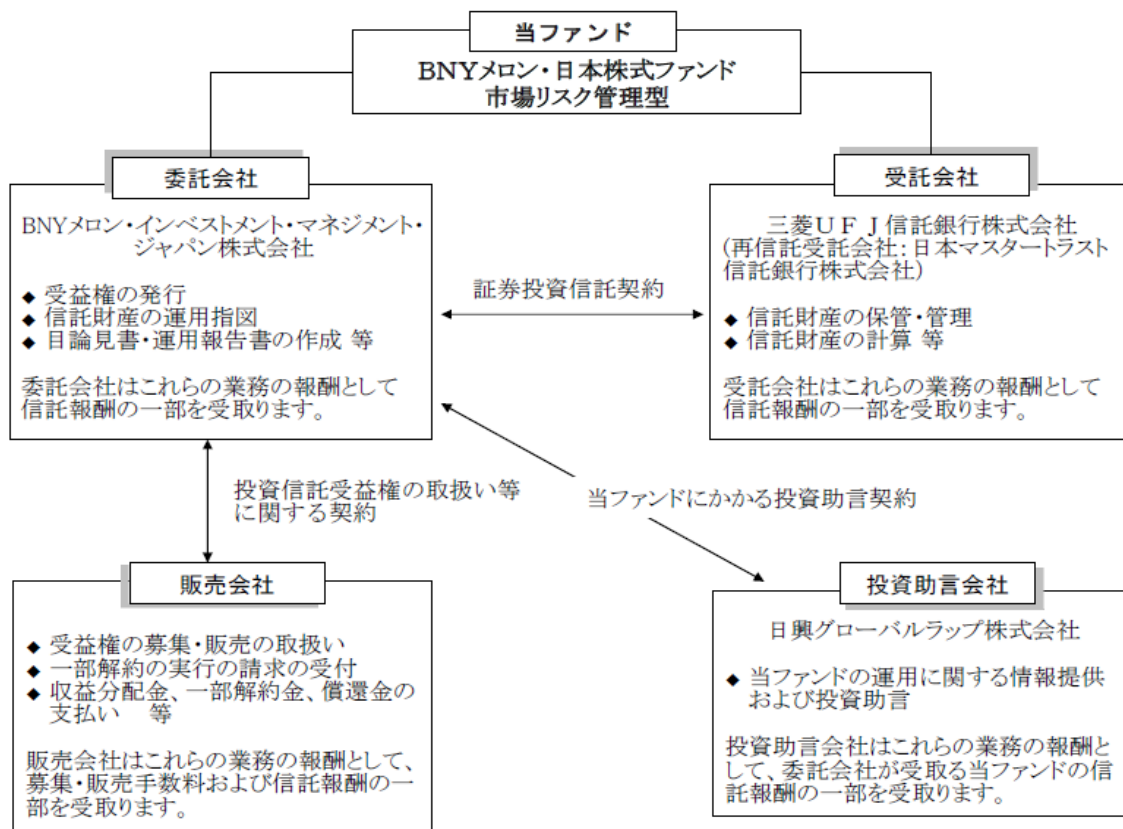 当ファンド
BNYメロン・日本株式ファンド
市場リスク管理型
委託会社
BNYメロン・インベストメント・マネジメント・
ジャパン株式会社
◆ 受益権の発行
◆ 信託財産の運用指図
◆ 目論見書・運用報告書の作成 等
委託会社はこれらの業務の報酬として
信託報酬の一部を受取ります。
証券投資信託契約
受託会社
三菱UFJ信託銀行株式会社
(再信託受託会社:日本マスタートラスト
信託銀行株式会社)
◆ 信託財産の保管・管理
◆ 信託財産の計算 等
受託会社はこれらの業務の報酬として
信託報酬の一部を受取ります。
投資信託受益権の取扱い等
に関する契約
当ファンドにかかる投資助言契約
販売会社
◆ 受益権の募集・販売の取扱い
◆ 一部解約の実行の請求の受付
◆ 収益分配金、一部解約金、償還金の
支払い 等
販売会社はこれらの業務の報酬として、
募集・販売手数料および信託報酬の一
部を受取ります。
投資助言会社
日興グローバルラップ株式会社
◆ 当ファンドの運用に関する情報提供
および投資助言
投資助言会社はこれらの業務の報酬と
して、委託会社が受取る当ファンドの信
託報酬の一部を受取ります。